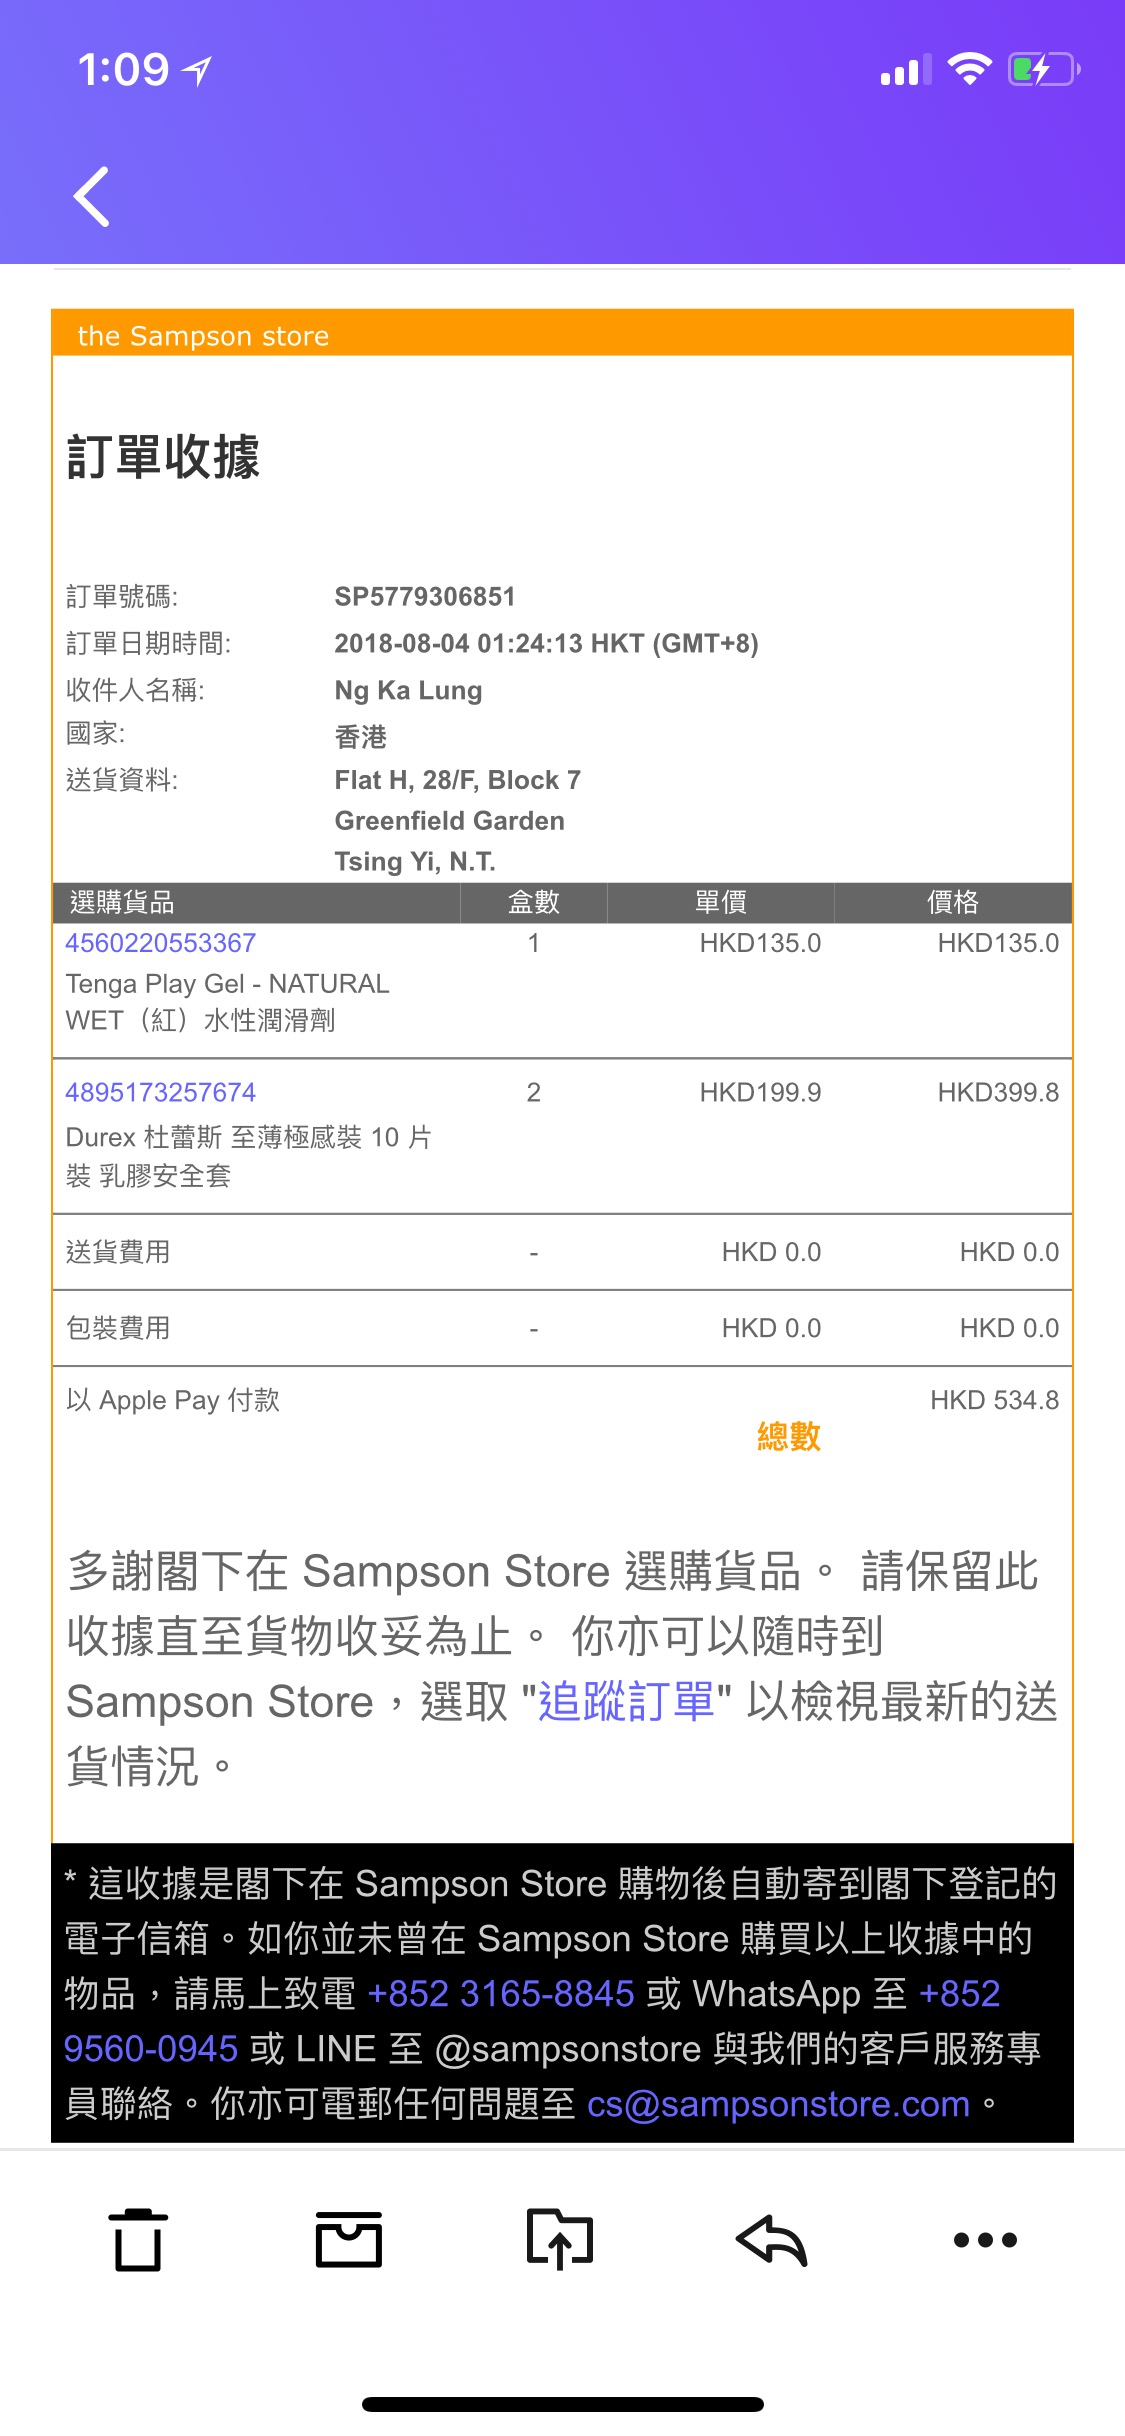 1:09
the Sampson store
訂單收據
訂單號碼: SP5779306851
訂單日期時間: 2018-08-04 01:24:13 HKT (GMT+8)
收件人名稱: Ng Ka Lung
國家: 香港
送貨資料: Flat H, 28/F, Block 7
Greenfield Garden
Tsing Yi, N.T.
選購貨品 盒數 單價 價格
4560220553367 1 HKD135.0 HKD135.0
Tenga Play Gel - NATURAL
WET（紅）水性潤滑劑
4895173257674 2 HKD199.9 HKD399.8
Durex 杜蕾斯 至薄極感裝 10 片
裝 乳膠安全套
送貨費用 - HKD 0.0 HKD 0.0
包裝費用 - HKD 0.0 HKD 0.0
以 Apple Pay 付款 HKD 534.8
總數
多謝閣下在 Sampson Store 選購貨品。 請保留此
收據直至貨物收妥為止。 你亦可以隨時到
Sampson Store，選取 "追蹤訂單" 以檢視最新的送
貨情況。
* 這收據是閣下在 Sampson Store 購物後自動寄到閣下登記的
電子信箱。如你並未曾在 Sampson Store 購買以上收據中的
物品，請馬上致電 +852 3165-8845 或 WhatsApp 至 +852
9560-0945 或 LINE 至 @sampsonstore 與我們的客戶服務專
員聯絡。你亦可電郵任何問題至 cs@sampsonstore.com。